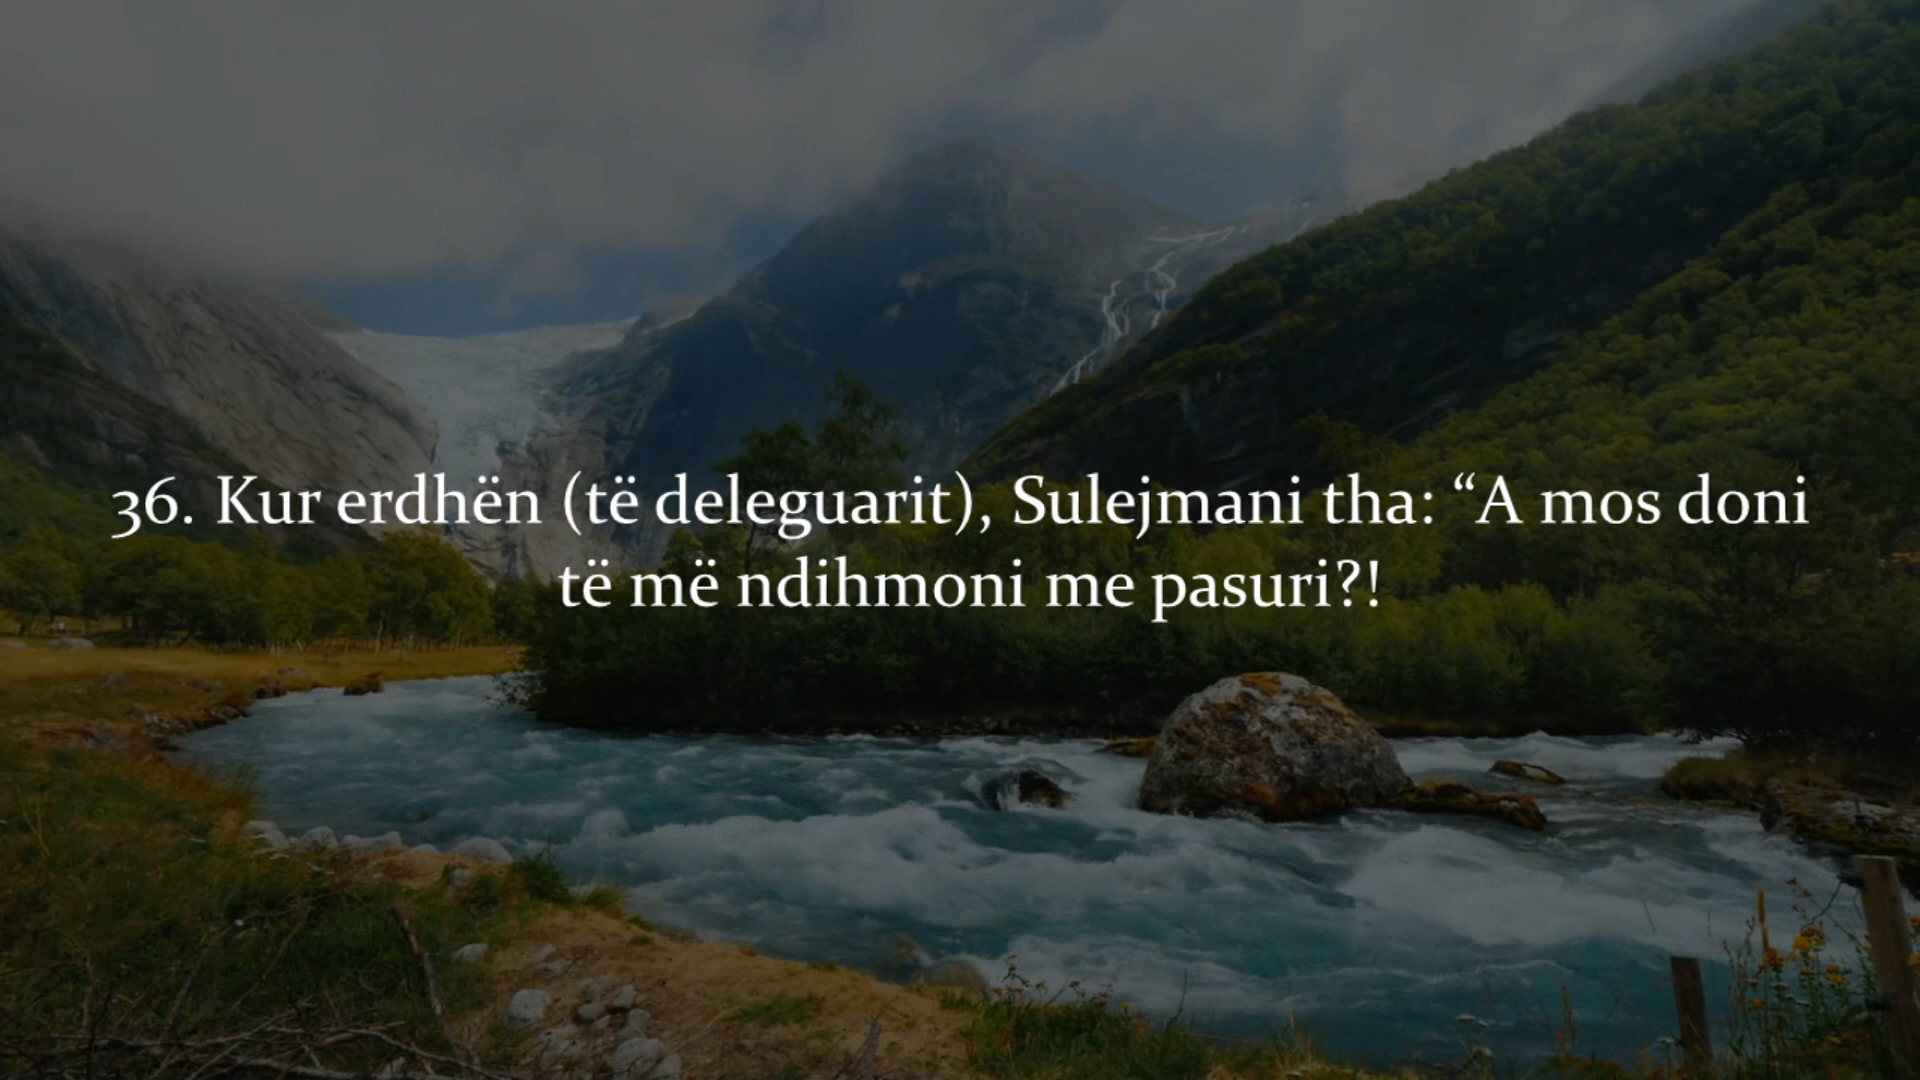 36. Kur erdhën (të deleguarit), Sulejmani tha: “A mos doni
të më ndihmoni me pasuri?!